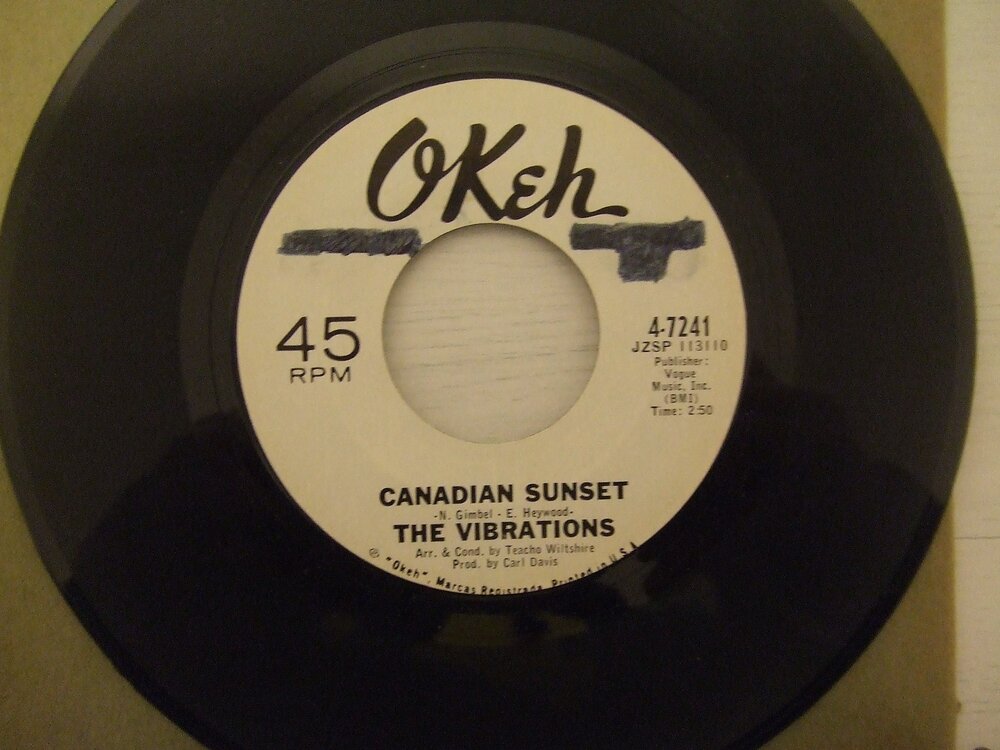 OKeh
45
RPM
4-7241
JZSP 113110
Publisher:
Vogue
Music, Inc.
(BMI)
Time: 2:50
CANADIAN SUNSET
-N. Gimbel - E. Heywood-
THE VIBRATIONS
Arr. & Cond. by Teacho Wiltshire
Prod. by Carl Davis
® "Okeh", Marcas Registrada. Printed in U.S.A.